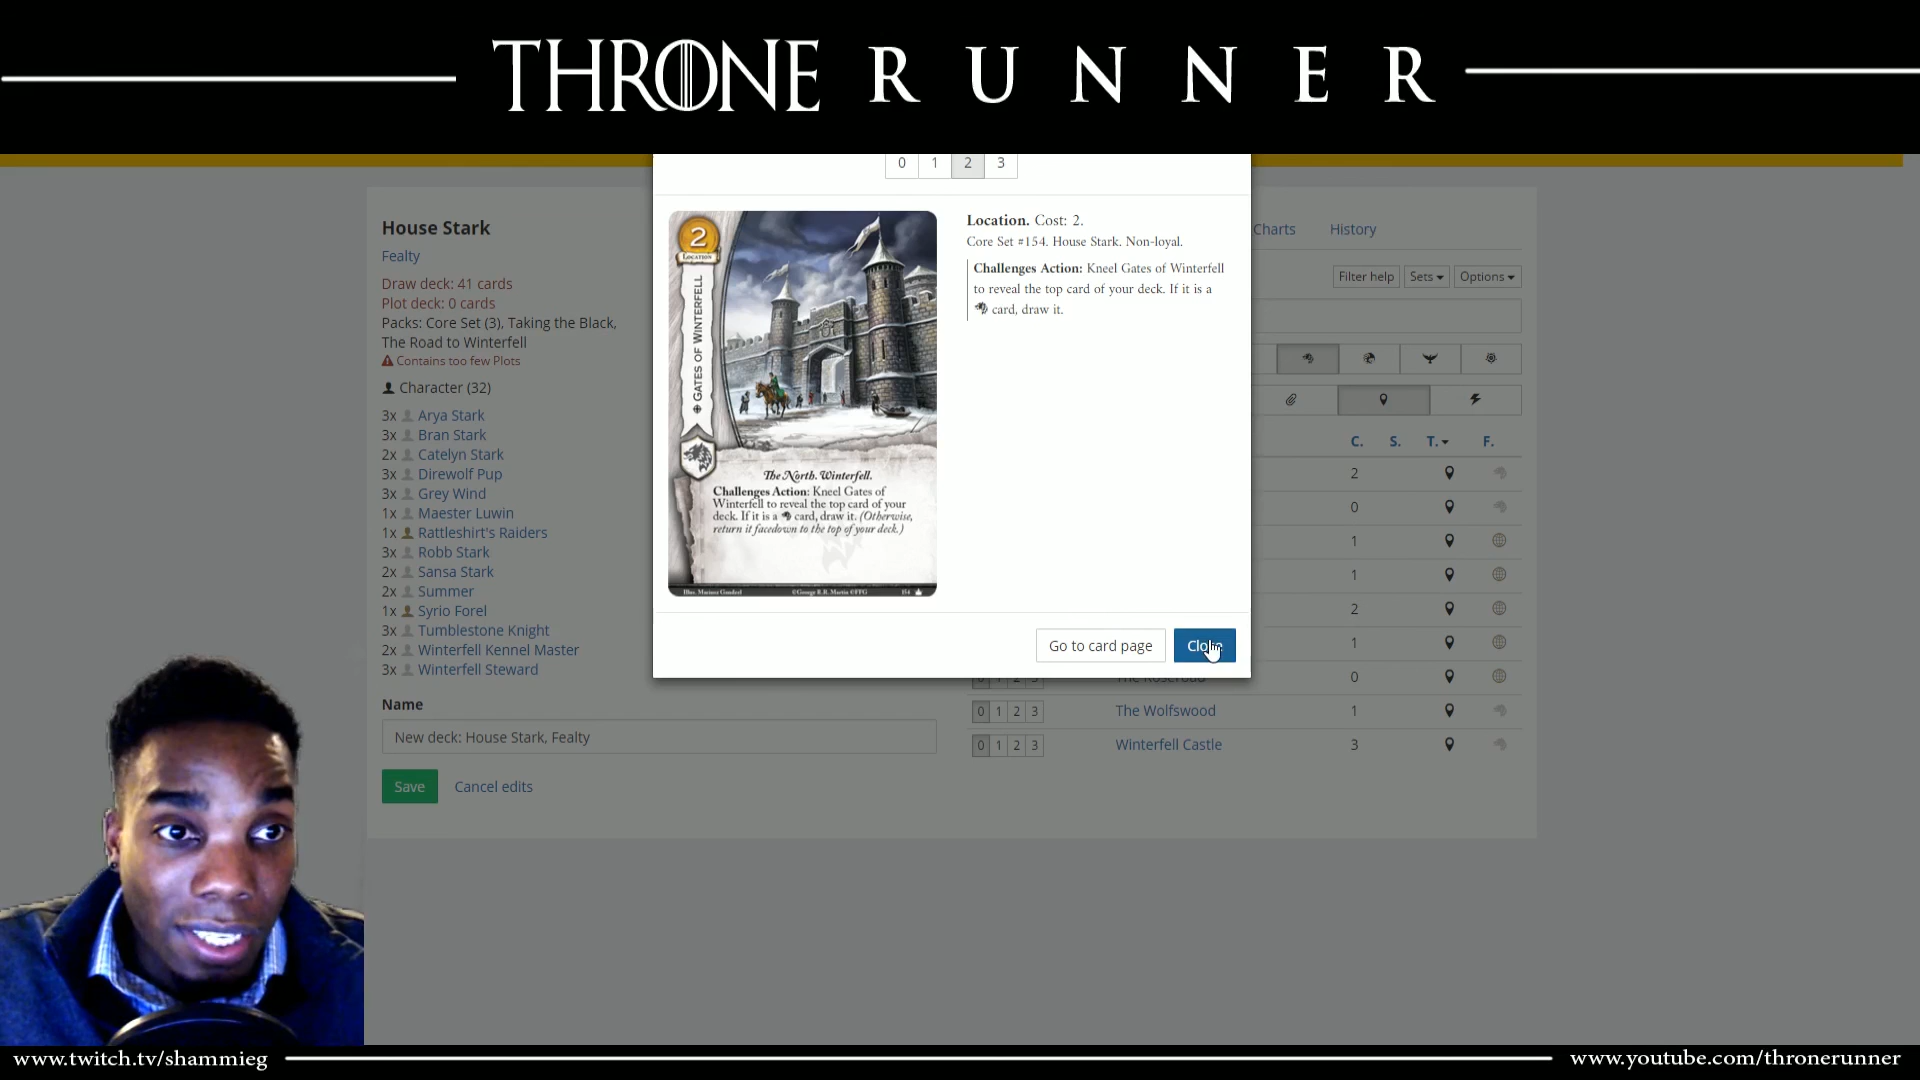 THRONE RUNNER
0 1 2 3
House Stark
Fealty
Draw deck: 41 cards
Plot deck: 0 cards
Packs: Core Set (3), Taking the Black,
The Road to Winterfell
Contains too few Plots
Character (32)
3x Arya Stark
3x Bran Stark
2x Catelyn Stark
3x Direwolf Pup
3x Grey Wind
1x Maester Luwin
1x Rattleshirt's Raiders
3x Robb Stark
2x Sansa Stark
2x Summer
1x Syrio Forel
3x Tumblestone Knight
2x Winterfell Kennel Master
3x Winterfell Steward
Name
New deck: House Stark, Fealty
Save Cancel edits
2
LOCATION
GATES OF WINTERFELL
The North. Winterfell.
Challenges Action: Kneel Gates of
Winterfell to reveal the top card of your
deck. If it is a card, draw it. (Otherwise,
return it facedown to the top of your deck.)
©George R.R. Martin ©FFG
154
Location. Cost: 2.
Core Set #154. House Stark. Non-loyal.
Challenges Action: Kneel Gates of Winterfell
to reveal the top card of your deck. If it is a
card, draw it.
Go to card page
Charts History
Filter help Sets Options
C. S. T. F.
2
0
1
1
2
1
The Roseroad 0
0 1 2 3 The Wolfswood 1
0 1 2 3 Winterfell Castle 3
www.twitch.tv/shammieg
www.youtube.com/thronerunner